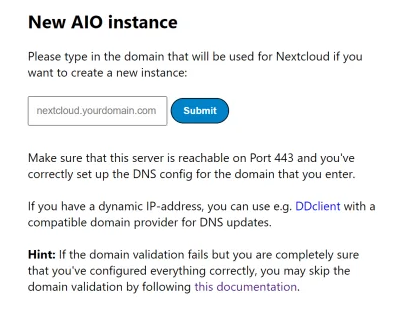 New AIO instance
Please type in the domain that will be used for Nextcloud if you
want to create a new instance:
nextcloud.yourdomain.com
Submit
Make sure that this server is reachable on Port 443 and you've
correctly set up the DNS config for the domain that you enter.
If you have a dynamic IP-address, you can use e.g. DDclient with a
compatible domain provider for DNS updates.
Hint: If the domain validation fails but you are completely sure
that you've configured everything correctly, you may skip the
domain validation by following this documentation.